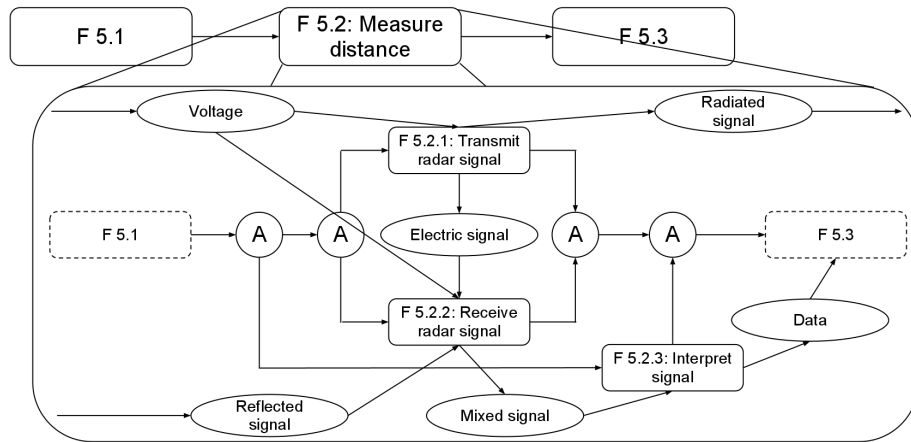 F 5.1
F 5.2: Measure
distance
F 5.3
Voltage
Radiated
signal
F 5.2.1: Transmit
radar signal
F 5.1
A
A
Electric signal
A
A
F 5.3
F 5.2.2: Receive
radar signal
Data
F 5.2.3: Interpret
signal
Reflected
signal
Mixed signal